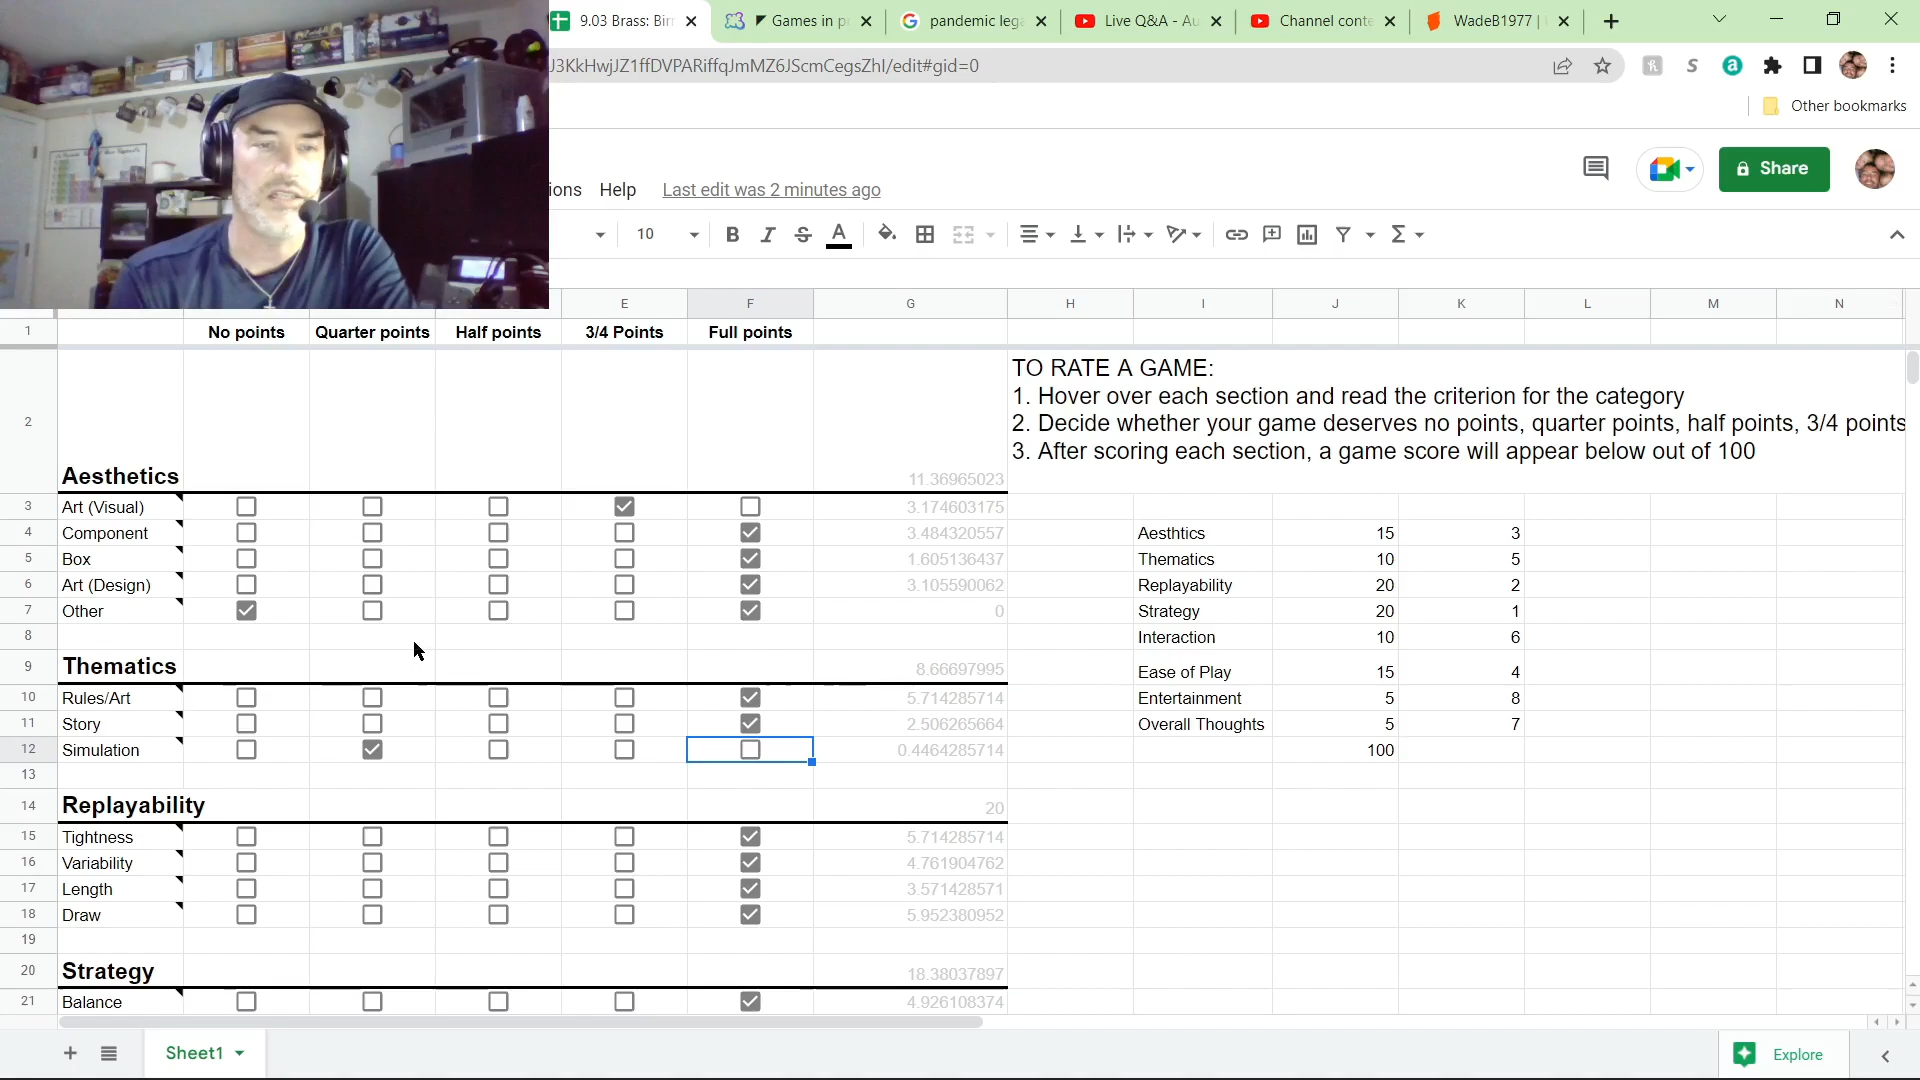 9.03 Brass: Birr
Games in p
pandemic lega
Live Q&A - Au
Channel conte
WadeB1977 |
J3KkHwjJZ1ffDVPARiffqJmMZ6JScmCegsZhI/edit#gid=0
Other bookmarks
ions Help Last edit was 2 minutes ago
Share
10
E F G H I J K L M N
1 No points Quarter points Half points 3/4 Points Full points
TO RATE A GAME:
1. Hover over each section and read the criterion for the category
2. Decide whether your game deserves no points, quarter points, half points, 3/4 points
3. After scoring each section, a game score will appear below out of 100
2 Aesthetics 11.36965023
3 Art (Visual) 3.174603175
4 Component 3.484320557 Aesthtics 15 3
5 Box 1.605136437 Thematics 10 5
6 Art (Design) 3.105590062 Replayability 20 2
7 Other 0 Strategy 20 1
8 Interaction 10 6
9 Thematics 8.66697995 Ease of Play 15 4
10 Rules/Art 5.714285714 Entertainment 5 8
11 Story 2.506265664 Overall Thoughts 5 7
12 Simulation 0.4464285714 100
13
14 Replayability 20
15 Tightness 5.714285714
16 Variability 4.761904762
17 Length 3.571428571
18 Draw 5.952380952
19
20 Strategy 18.38037897
21 Balance 4.926108374
Sheet1
Explore